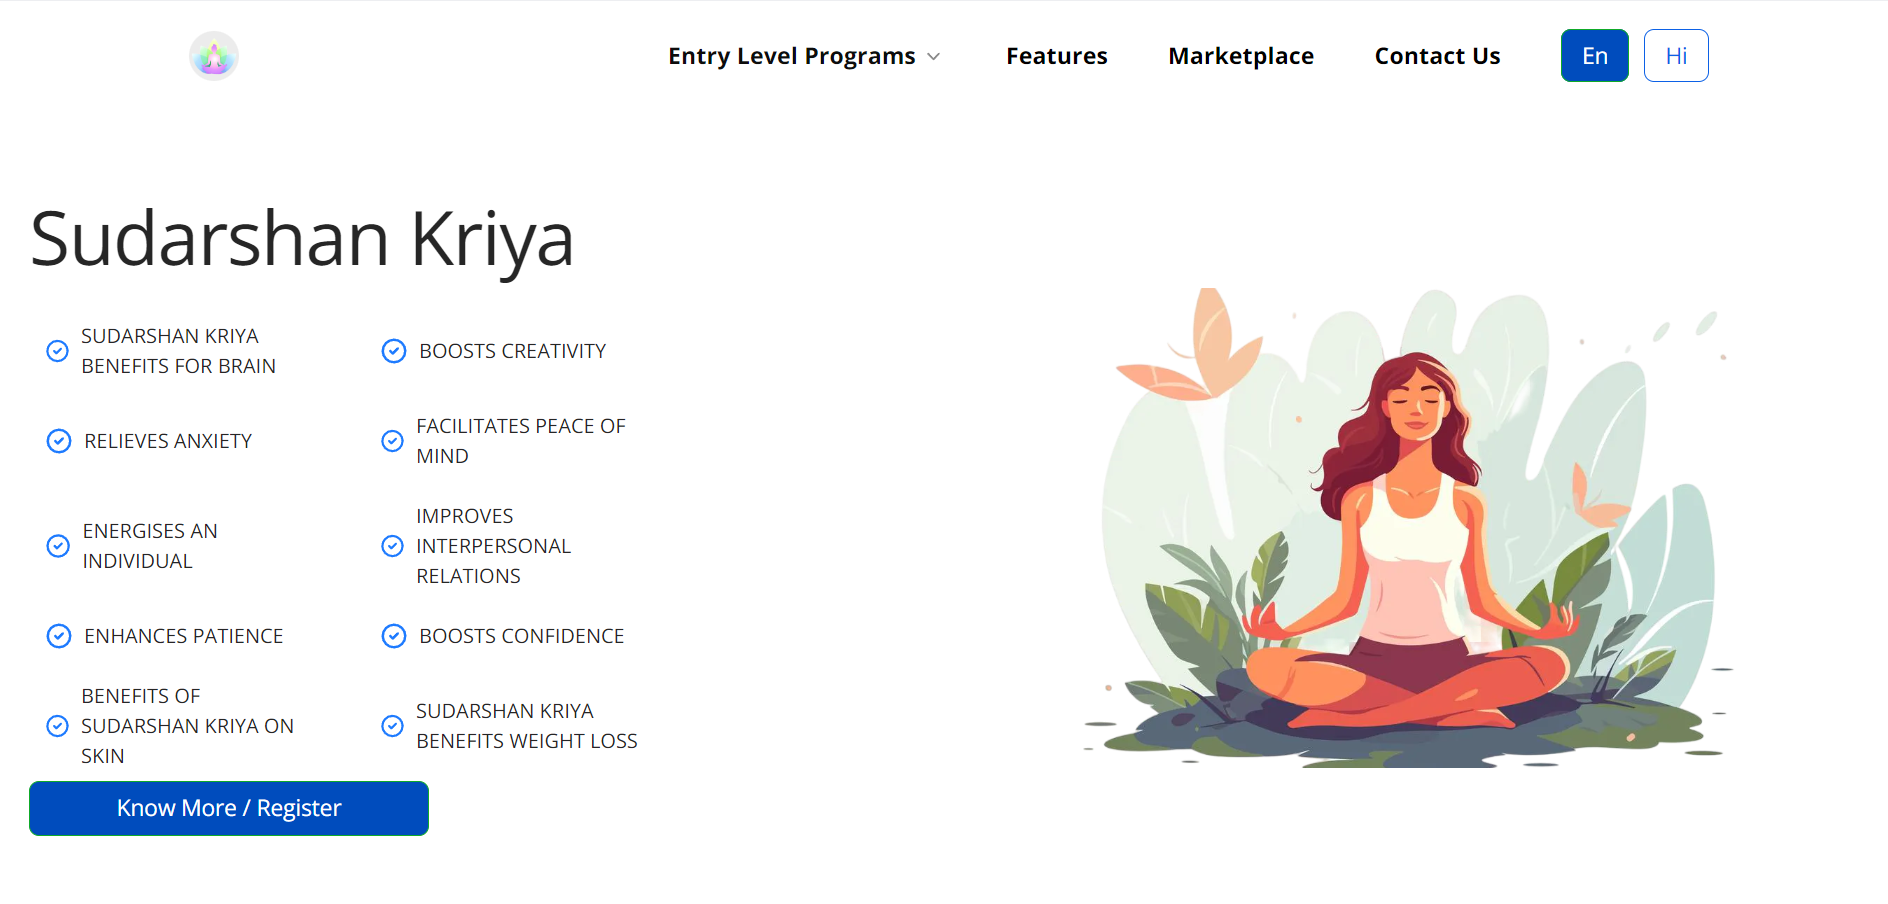 Entry Level Programs
Features
Marketplace
Contact Us
En
Hi
Sudarshan Kriya
SUDARSHAN KRIYA
BENEFITS FOR BRAIN
BOOSTS CREATIVITY
RELIEVES ANXIETY
FACILITATES PEACE OF
MIND
ENERGISES AN
INDIVIDUAL
IMPROVES
INTERPERSONAL
RELATIONS
ENHANCES PATIENCE
BOOSTS CONFIDENCE
BENEFITS OF
SUDARSHAN KRIYA ON
SKIN
SUDARSHAN KRIYA
BENEFITS WEIGHT LOSS
Know More / Register